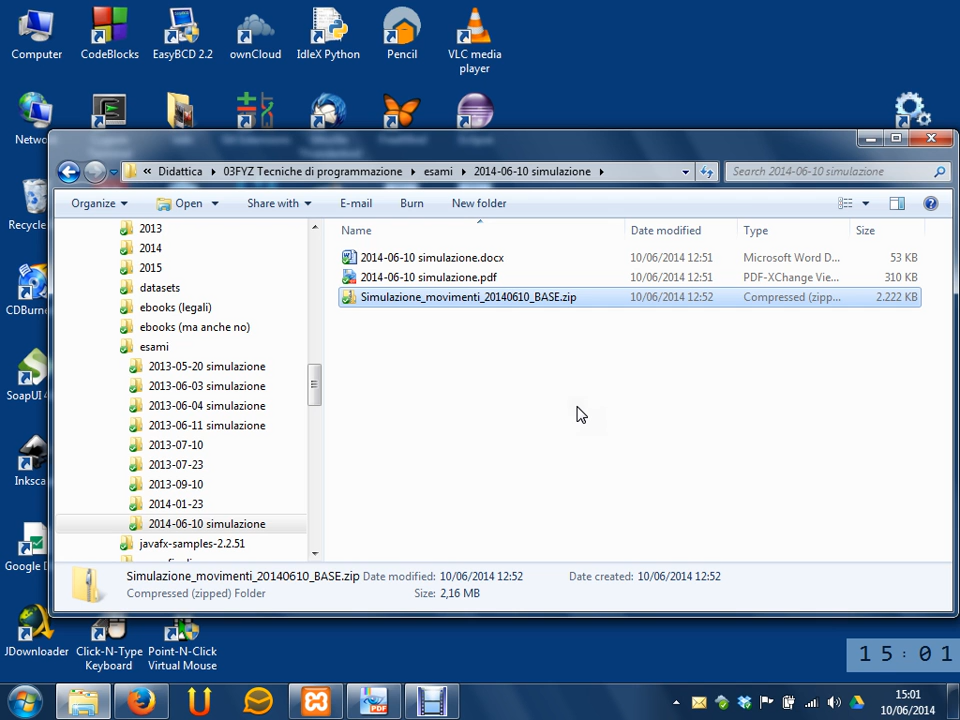 Computer
CodeBlocks
EasyBCD 2.2
ownCloud
IdleX Python
Pencil
VLC media
player
« Didattica ▸ 03FYZ Tecniche di programmazione ▸ esami ▸ 2014-06-10 simulazione ▸
Search 2014-06-10 simulazione
Organize
Open
Share with
E-mail
Burn
New folder
Name
Date modified
Type
Size
2014-06-10 simulazione.docx 10/06/2014 12:51 Microsoft Word D... 53 KB
2014-06-10 simulazione.pdf 10/06/2014 12:51 PDF-XChange Vie... 310 KB
Simulazione_movimenti_20140610_BASE.zip 10/06/2014 12:52 Compressed (zipp... 2.222 KB
2013
2014
2015
datasets
ebooks (legali)
ebooks (ma anche no)
esami
2013-05-20 simulazione
2013-06-03 simulazione
2013-06-04 simulazione
2013-06-11 simulazione
2013-07-10
2013-07-23
2013-09-10
2014-01-23
2014-06-10 simulazione
javafx-samples-2.2.51
Simulazione_movimenti_20140610_BASE.zip Date modified: 10/06/2014 12:52 Date created: 10/06/2014 12:52
Compressed (zipped) Folder Size: 2,16 MB
Netwo
Recycle
CDBurne
SoapUI 4
Inksca
Google D
JDownloader
Click-N-Type
Keyboard
Point-N-Click
Virtual Mouse
15:01
PDF
15:01
10/06/2014